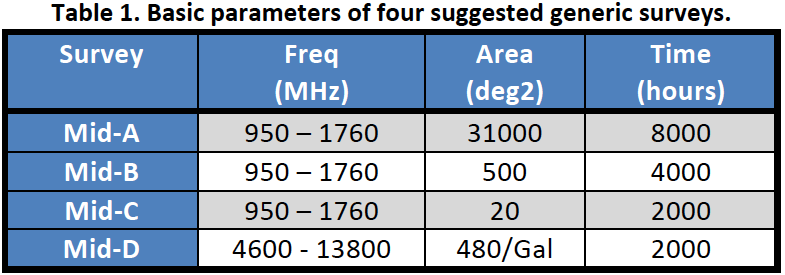 Table 1. Basic parameters of four suggested generic surveys.
Survey Freq (MHz) Area (deg2) Time (hours)
Mid-A 950 – 1760 31000 8000
Mid-B 950 – 1760 500 4000
Mid-C 950 – 1760 20 2000
Mid-D 4600 - 13800 480/Gal 2000